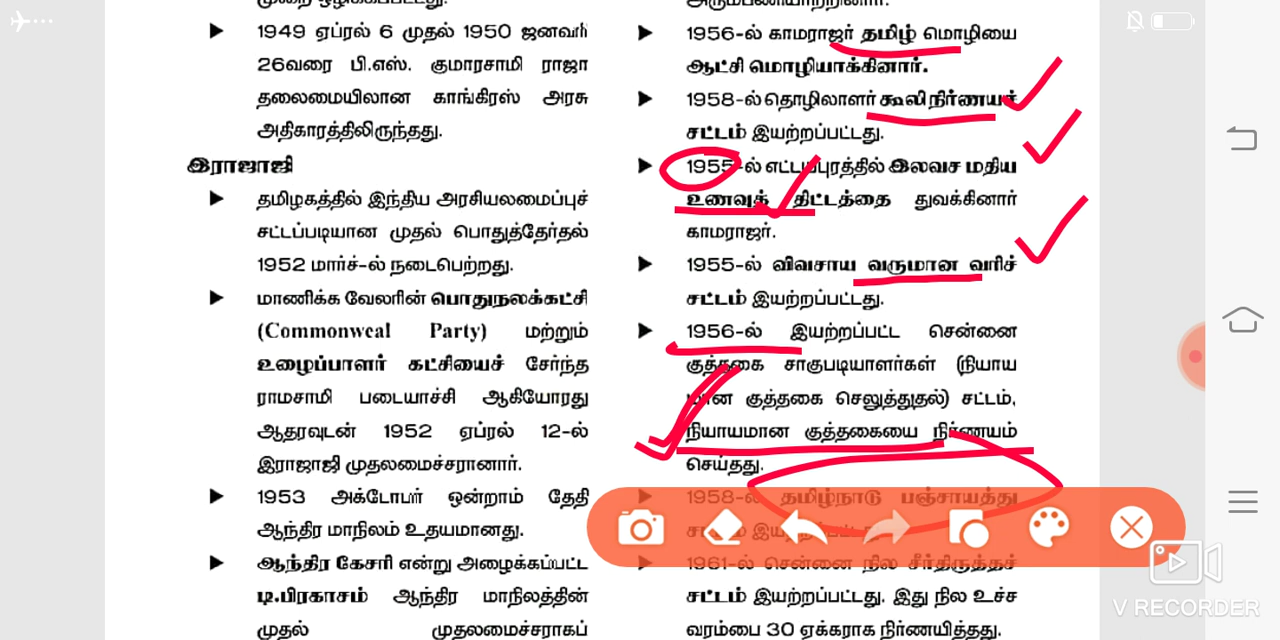 1949 ஏப்ரல் 6 முதல் 1950 ஜனவரி
26வரை பி.எஸ். குமாரசாமி ராஜா
தலைமையிலான காங்கிரஸ் அரசு
அதிகாரத்திலிருந்தது.
இராஜாஜி
தமிழகத்தில் இந்திய அரசியலமைப்புச்
சட்டப்படியான முதல் பொதுத்தேர்தல்
1952 மார்ச்-ல் நடைபெற்றது.
மாணிக்க வேலரின் பொதுநலக்கட்சி
(Commonweal Party) மற்றும்
உழைப்பாளர் கட்சியைச் சேர்ந்த
ராமசாமி படையாச்சி ஆகியோரது
ஆதரவுடன் 1952 ஏப்ரல் 12-ல்
இராஜாஜி முதலமைச்சரானார்.
1953 அக்டோபர் ஒன்றாம் தேதி
ஆந்திர மாநிலம் உதயமானது.
ஆந்திர கேசரி என்று அழைக்கப்பட்ட
டி.பிரகாசம் ஆந்திர மாநிலத்தின்
முதல் முதலமைச்சராகப்
1956-ல் காமராஜர் தமிழ் மொழியை
ஆட்சி மொழியாக்கினார்.
1958-ல் தொழிலாளர் கூலி நிர்ணயச்
சட்டம் இயற்றப்பட்டது.
1955-ல் எட்டயபுரத்தில் இலவச மதிய
உணவுத் திட்டத்தை துவக்கினார்
காமராஜர்.
1955-ல் விவசாய வருமான வரிச்
சட்டம் இயற்றப்பட்டது.
1956-ல் இயற்றப்பட்ட சென்னை
குத்தகை சாகுபடியாளர்கள் (நியாய
மான குத்தகை செலுத்துதல்) சட்டம்,
நியாயமான குத்தகையை நிர்ணயம்
செய்தது.
1958-ல் தமிழ்நாடு பஞ்சாயத்து
1961-ல் சென்னை நில சீர்திருத்தச்
சட்டம் இயற்றப்பட்டது. இது நில உச்ச
வரம்பை 30 ஏக்கராக நிர்ணயித்தது.
V RECORDER